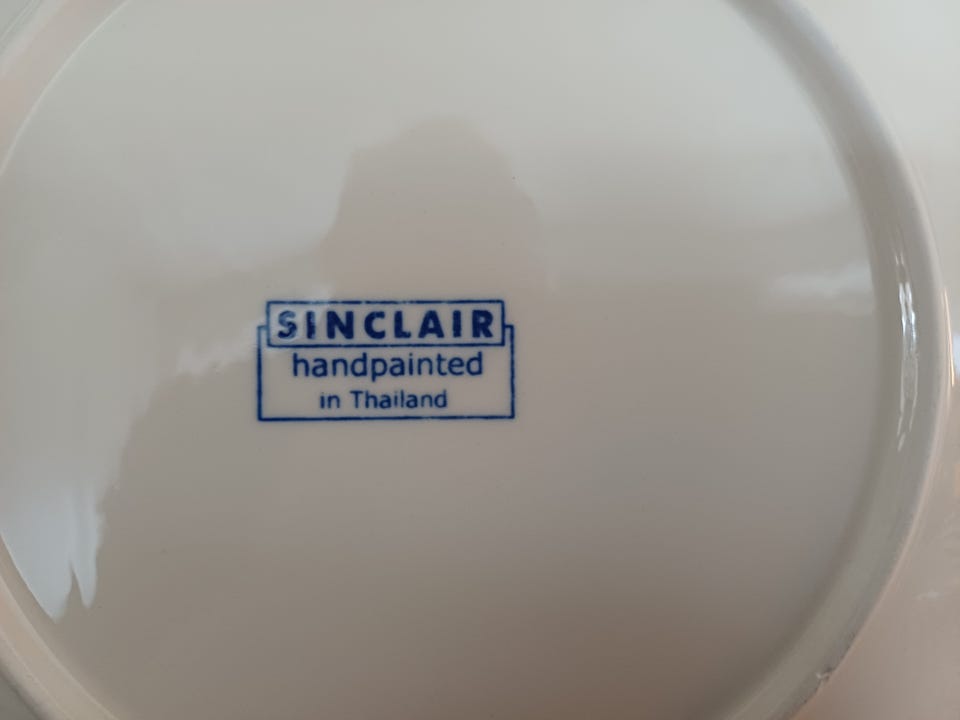 SINCLAIR
handpainted
in Thailand